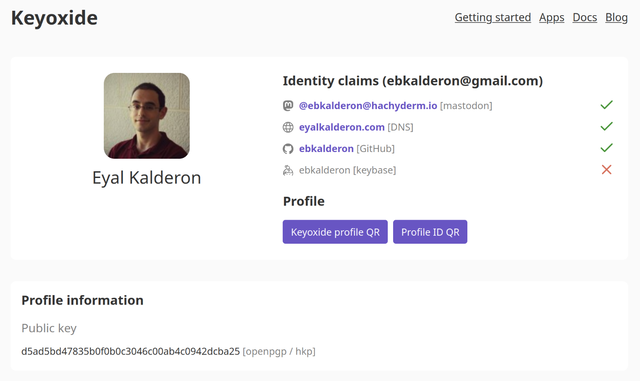 Keyoxide
Getting started Apps Docs Blog
Eyal Kalderon
Identity claims (ebkalderon@gmail.com)
@ebkalderon@hachyderm.io [mastodon]
eyalkalderon.com [DNS]
ebkalderon [GitHub]
ebkalderon [keybase]
Profile
Keyoxide profile QR Profile ID QR
Profile information
Public key
d5ad5bd47835b0f0b0c3046c00ab4c0942dcba25 [openpgp / hkp]